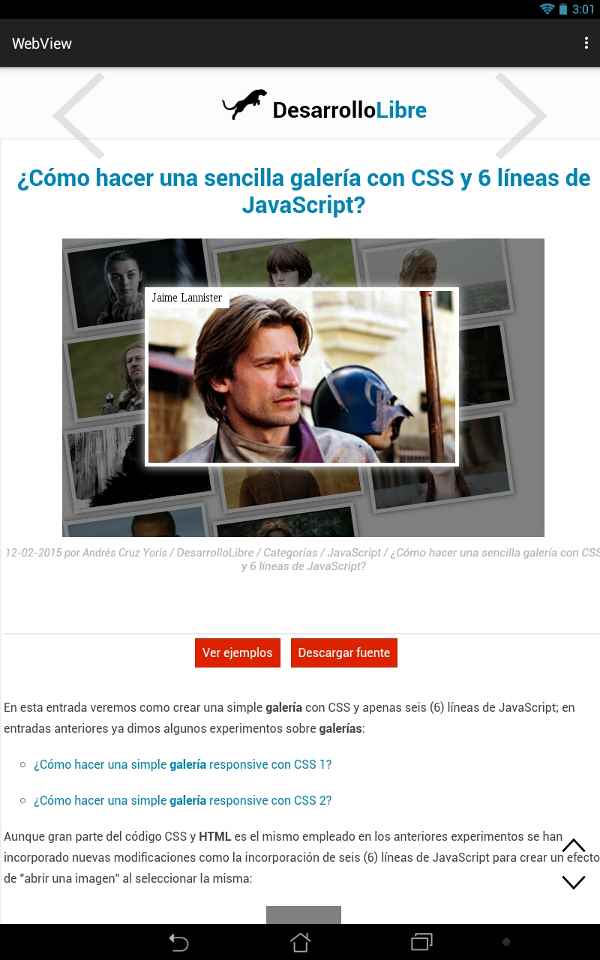 3:01
WebView
DesarrolloLibre
¿Cómo hacer una sencilla galería con CSS y 6 líneas de
JavaScript?
Jaime Lannister
12-02-2015 por Andrés Cruz Yoris / DesarrolloLibre / Categorías / JavaScript / ¿Cómo hacer una sencilla galería con CSS
y 6 líneas de JavaScript?
Ver ejemplos
Descargar fuente
En esta entrada veremos como crear una simple galería con CSS y apenas seis (6) líneas de JavaScript; en
entradas anteriores ya dimos algunos experimentos sobre galerías:
¿Cómo hacer una simple galería responsive con CSS 1?
¿Cómo hacer una simple galería responsive con CSS 2?
Aunque gran parte del código CSS y HTML es el mismo empleado en los anteriores experimentos se han
incorporado nuevas modificaciones como la incorporación de seis (6) líneas de JavaScript para crear un efecto
de "abrir una imagen" al seleccionar la misma: